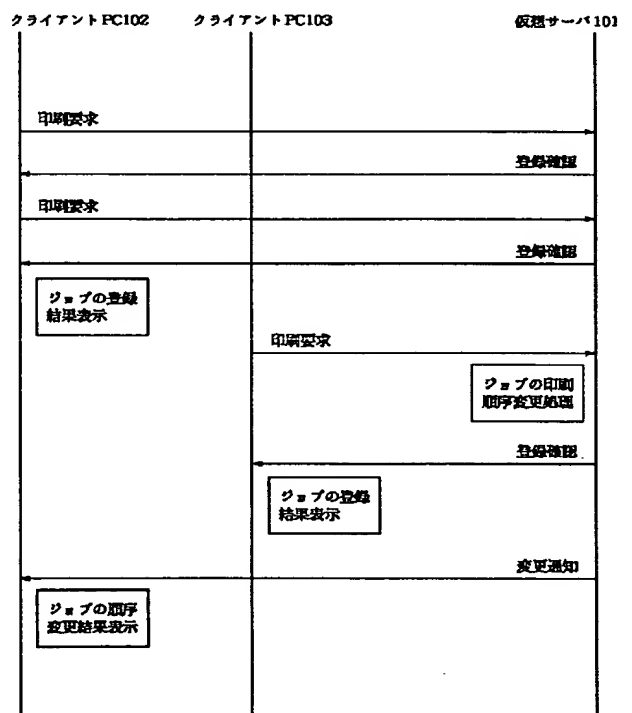 クライアントPC102
クライアントPC103
仮想サーバ101
印刷要求
登録確認
印刷要求
登録確認
ジョブの登録
結果表示
印刷要求
ジョブの印刷
順序変更処理
登録確認
ジョブの登録
結果表示
変更通知
ジョブの順序
変更結果表示